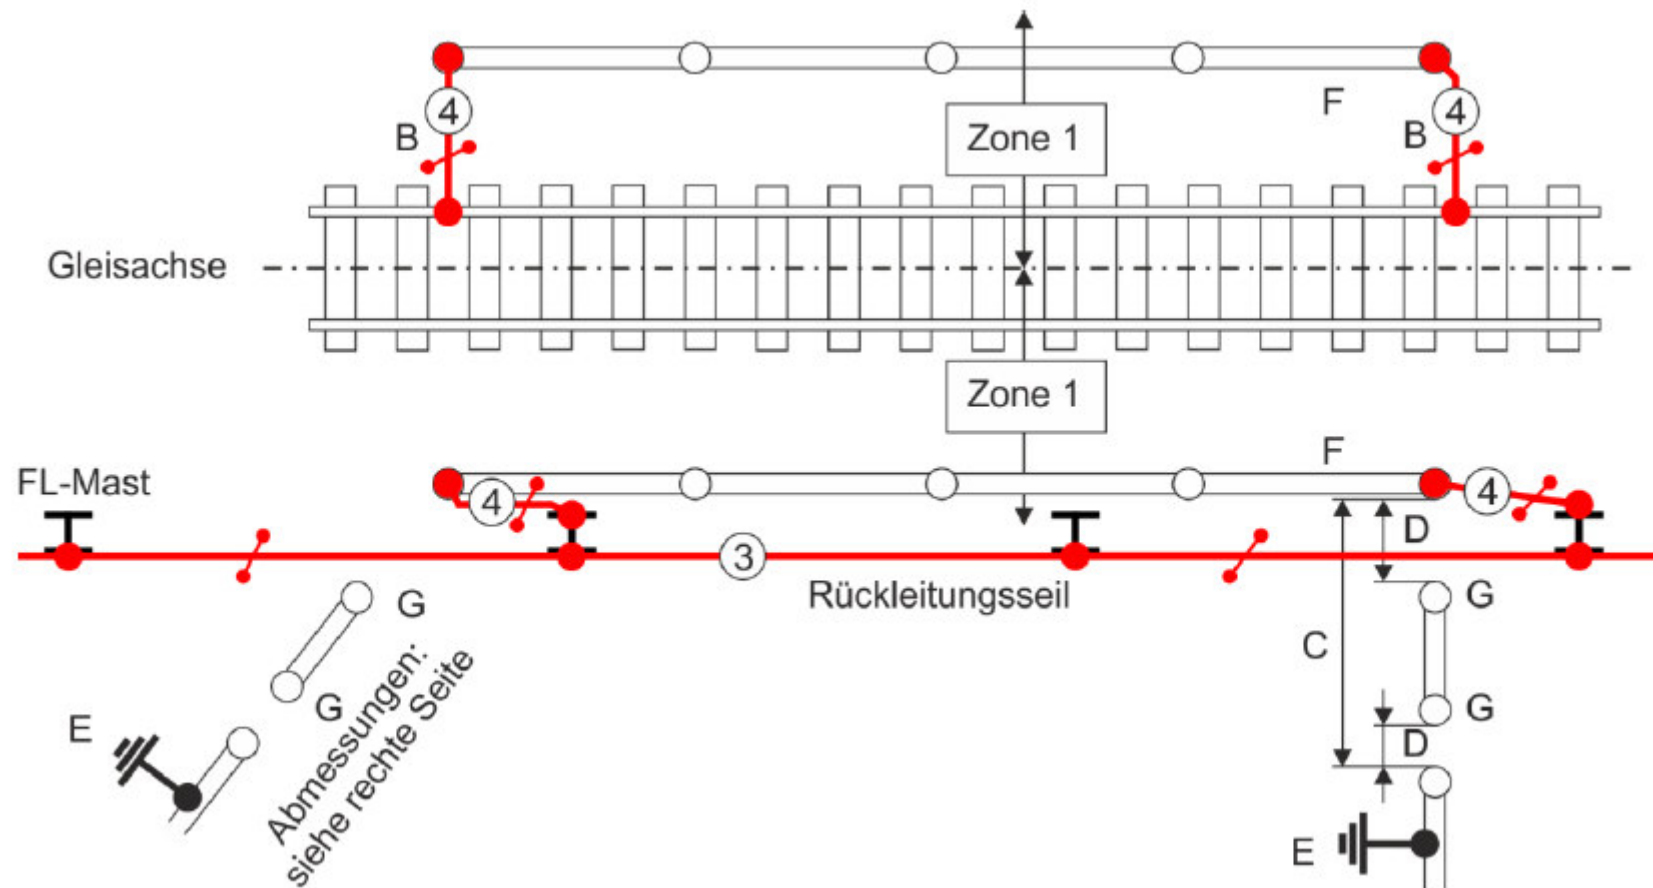 4
4
F
B
Zone 1
B
Gleisachse
Zone 1
F
FL-Mast
4
4
D
3
Rückleitungsseil
G
G
C
G
G
E
D
Abmessungen:
siehe rechte Seite
E